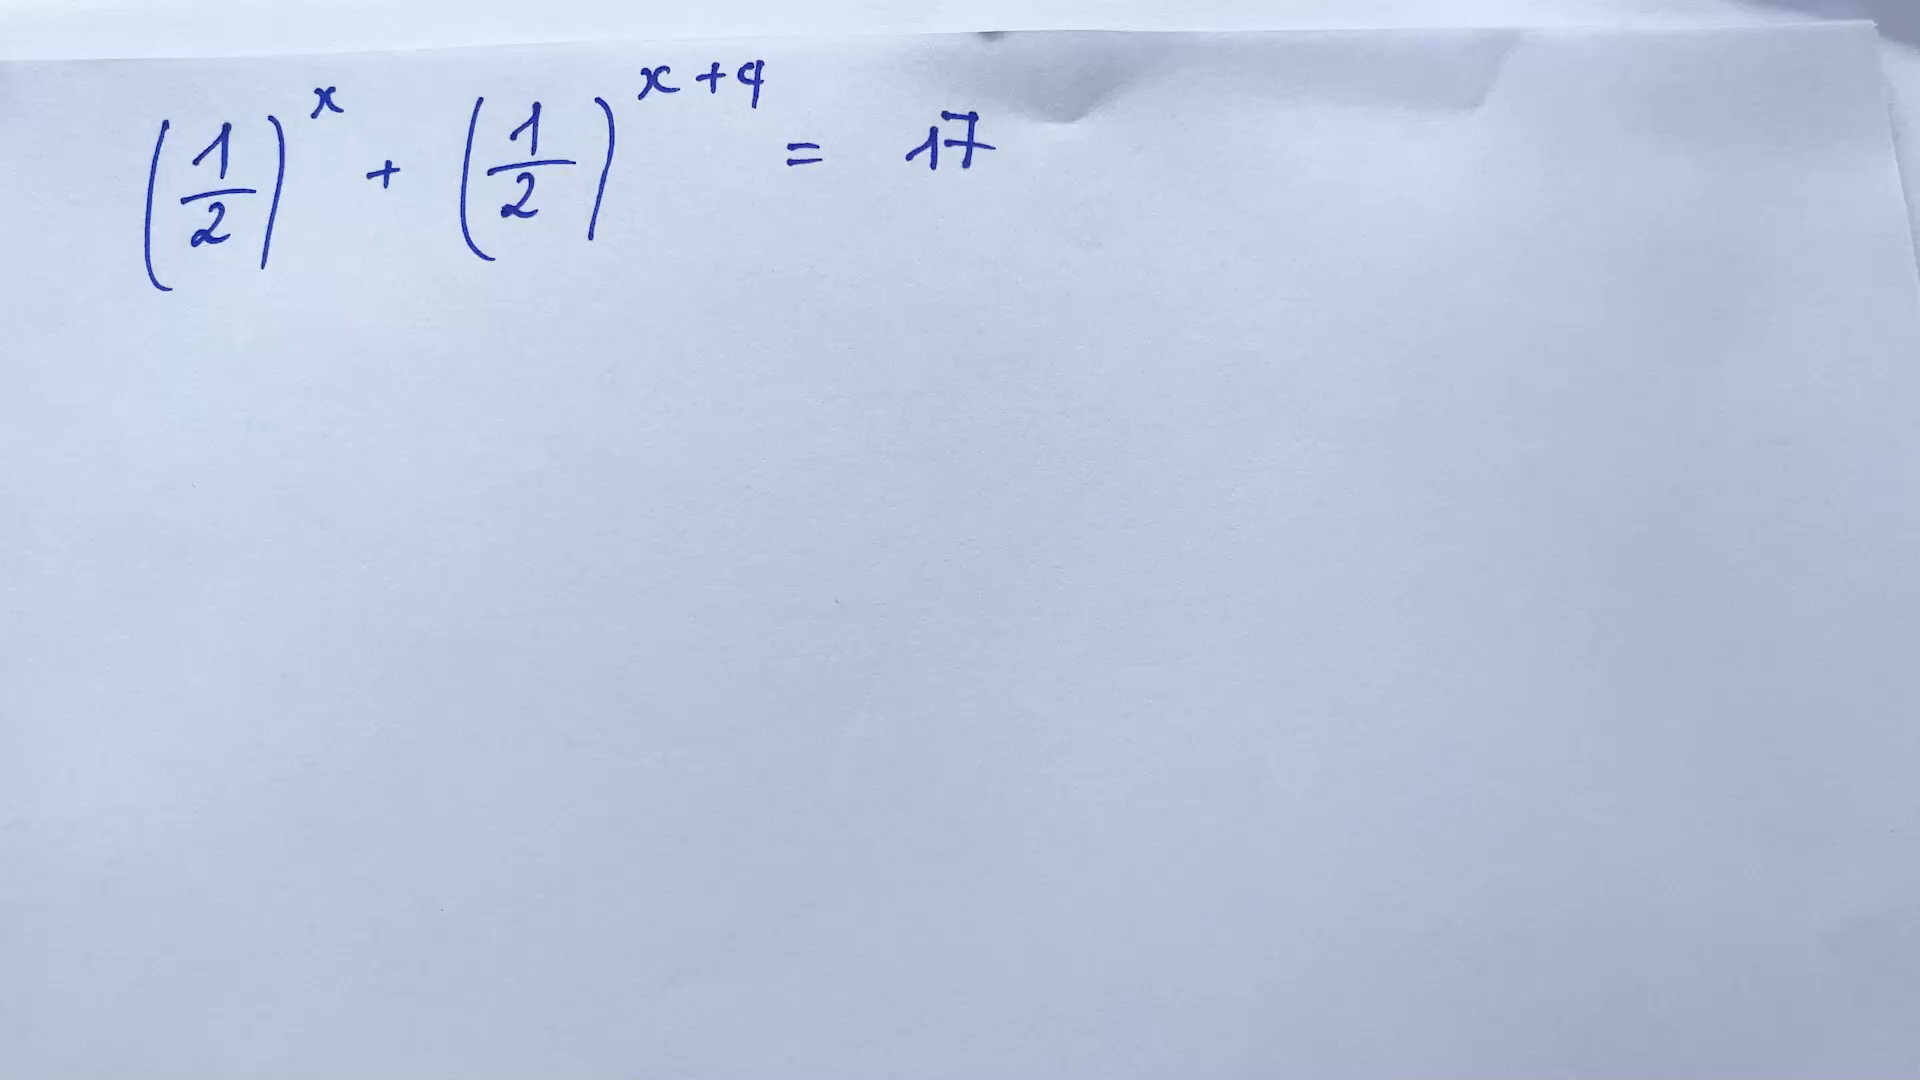 (1/2)^x + (1/2)^(x+4) = 17